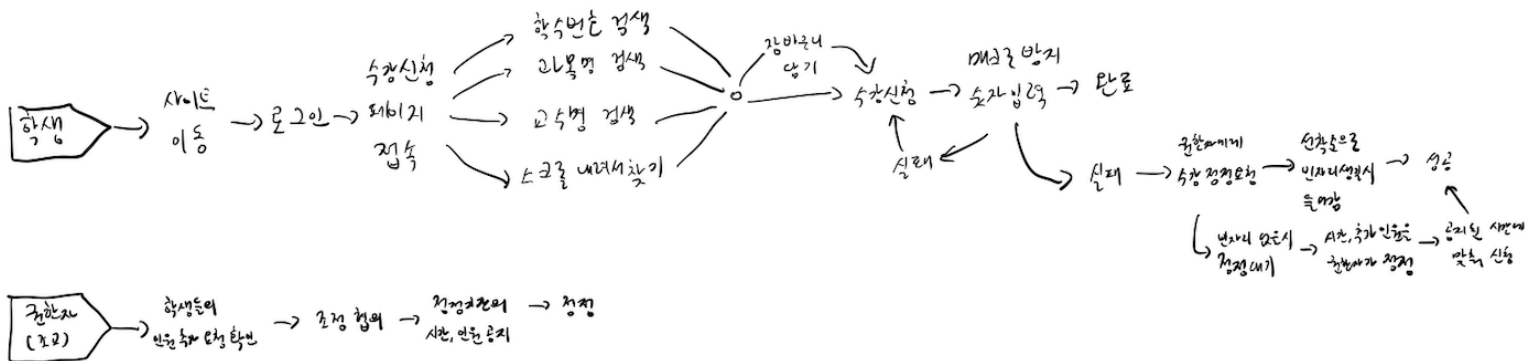 학생
사이트
이동
로그인
수강신청
페이지
접속
학수번호 검색
과목명 검색
교수명 검색
스크롤 내려서 찾기
장바구니
담기
수강신청
매크로 방지
숫자입력
완료
실패
실패
권한자에게
수강 정정요청
선착순으로
빈자리생길시
들어감
성공
빈자리 없을시
정정대기
시간, 추가 인원을
권한자가 정정
공지된 시간에
맞춰 신청
권한자
(조교)
학생들의
인원 축자 요청 확인
조정 협의
정정기간의
시간, 인원 공지
정정